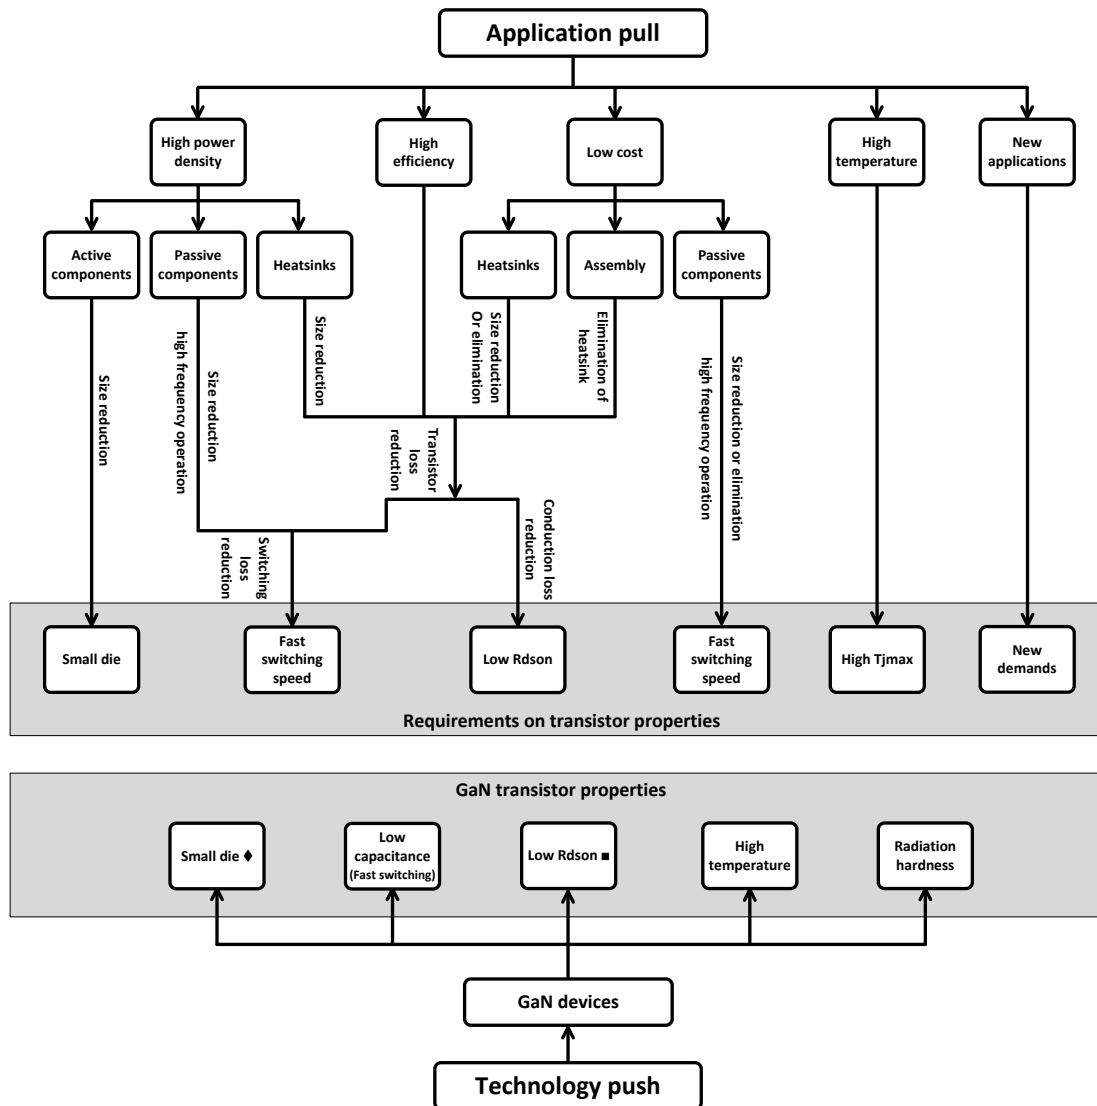 Application pull
High power
density
High
efficiency
Low cost
High
temperature
New
applications
Active
components
Passive
components
Heatsinks
Heatsinks
Assembly
Passive
components
Size reduction
Size reduction
high frequency operation
Size reduction
Size reduction
Or elimination
Elimination of
heatsink
Size reduction or elimination
high frequency operation
Transistor
loss
reduction
Switching
loss
reduction
Conduction loss
reduction
Small die
Fast
switching
speed
Low Rdson
Fast
switching
speed
High Tjmax
New
demands
Requirements on transistor properties
GaN transistor properties
Small die ♦
Low
capacitance
(Fast switching)
Low Rdson ■
High
temperature
Radiation
hardness
GaN devices
Technology push